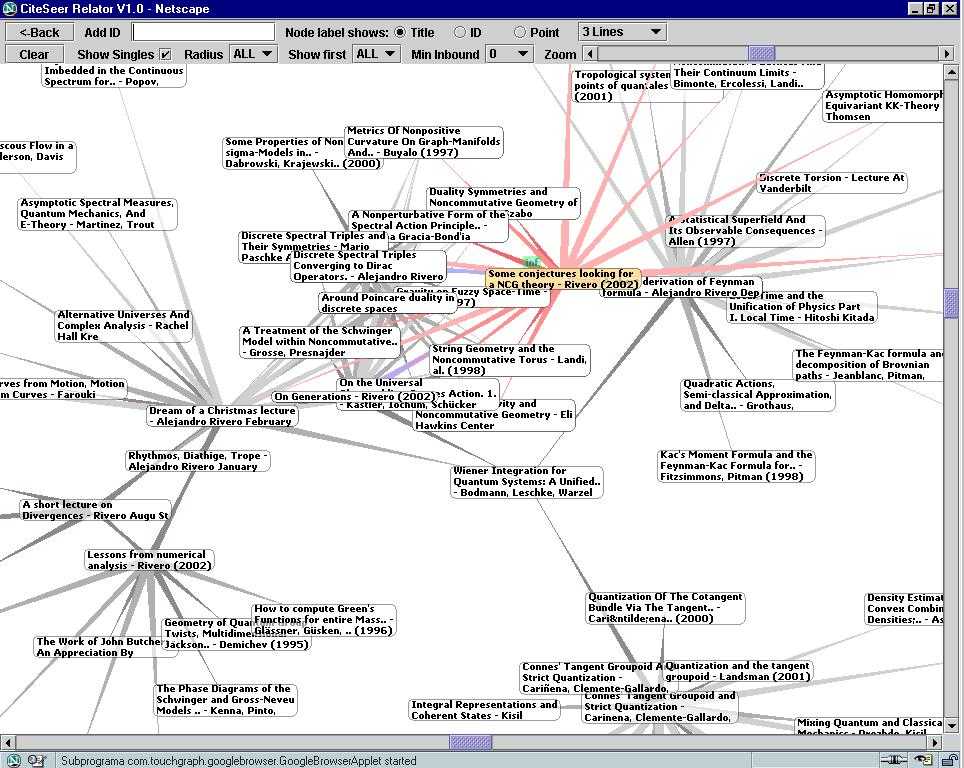 CiteSeer Relator V1.0 - Netscape
<-Back Add ID Node label shows: Title ID Point 3 Lines
Clear Show Singles Radius ALL Show first ALL Min Inbound 0 Zoom
Imbedded in the Continuous
Spectrum for.. - Popov,
Tropological system
points of quantales
(2001)
Their Continuum Limits -
Bimonte, Ercolessi, Landi..
Asymptotic Homomorph
Equivariant KK-Theory
Thomsen
scous Flow in a
lerson, Davis
Some Properties of Non
sigma-Models in.. -
Dabrowski, Krajewski.. (2000)
Metrics Of Nonpositive
Curvature On Graph-Manifolds
And.. - Buyalo (1997)
Discrete Torsion - Lecture At
Vanderbilt
Duality Symmetries and
Noncommutative Geometry of
zabo
Asymptotic Spectral Measures,
Quantum Mechanics, And
E-Theory - Martinez, Trout
A Nonperturbative Form of the
Spectral Action Principle.. -
a Gracia-Bond'ia
A Statistical Superfield And
Its Observable Consequences -
Allen (1997)
Discrete Spectral Triples and
Their Symmetries - Mario
Paschke A
Discrete Spectral Triples
Converging to Dirac
Operators. - Alejandro Rivero
inf
Some conjectures looking for
a NCG theory - Rivero (2002)
derivation of Feynman
formula - Alejandro Rivero Dep
Gravity on Fuzzy Space-Time -
97)
Around Poincare duality in
discrete spaces
Time and the
Unification of Physics Part
I. Local Time - Hitoshi Kitada
Alternative Universes And
Complex Analysis - Rachel
Hall Kre
A Treatment of the Schwinger
Model within Noncommutative..
- Grosse, Presnajder
String Geometry and the
Noncommutative Torus - Landi,
al. (1998)
The Feynman-Kac formula and
decomposition of Brownian
paths - Jeanblanc, Pitman,
rves from Motion, Motion
m Curves - Farouki
On the Universal
ss Action. 1.
- Kastler, Iochum, Schücker
On Generations - Rivero (2002)
Quadratic Actions,
Semi-classical Approximation,
and Delta.. - Grothaus,
Dream of a Christmas lecture
- Alejandro Rivero February
vity and
Noncommutative Geometry - Eli
Hawkins Center
Rhythmos, Diathige, Trope -
Alejandro Rivero January
Kac's Moment Formula and the
Feynman-Kac Formula for.. -
Fitzsimmons, Pitman (1998)
Wiener Integration for
Quantum Systems: A Unified..
- Bodmann, Leschke, Warzel
A short lecture on
Divergences - Rivero Augu St
Lessons from numerical
analysis - Rivero (2002)
Quantization Of The Cotangent
Bundle Via The Tangent.. -
Cari&ntilde;ena.. (2000)
Density Estimat
Convex Combin
Densities:.. - As
How to compute Green's
Functions for entire Mass.. -
Glässner, Güsken, .. (1996)
Geometry of Quantum Group
Twists, Multidimensional
Jackson.. - Demichev (1995)
The Work of John Butcher
An Appreciation By
Connes' Tangent Groupoid A
Strict Quantization -
Cariñena, Clemente-Gallardo,
Quantization and the tangent
groupoid - Landsman (2001)
The Phase Diagrams of the
Schwinger and Gross-Neveu
Models .. - Kenna, Pinto,
Connes' Tangent Groupoid and
Strict Quantization -
Carinena, Clemente-Gallardo,
Integral Representations and
Coherent States - Kisil
Mixing Quantum and Classica
Subprograma com.touchgraph.googlebrowser.GoogleBrowserApplet started